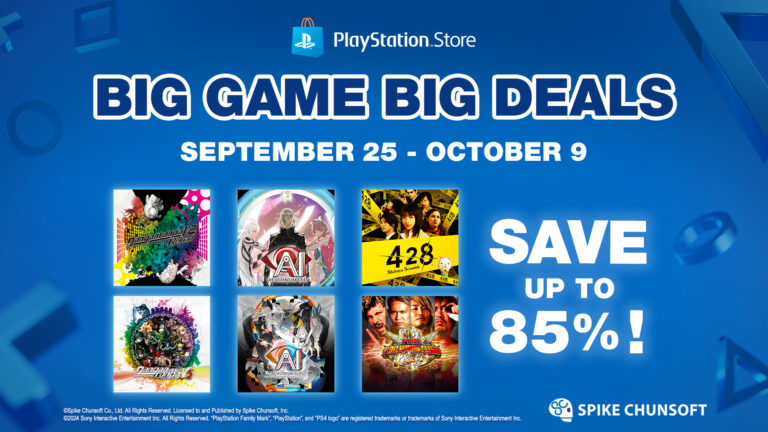 PlayStation.Store
BIG GAME BIG DEALS
SEPTEMBER 25 - OCTOBER 9
AI
428
Shibuya Scramble
AI
SAVE
UP TO
85%!
©Spike Chunsoft Co., Ltd. All Rights Reserved. Licensed to and Published by Spike Chunsoft, Inc.
©2024 Sony Interactive Entertainment Inc. All Rights Reserved. "PlayStation Family Mark", "PlayStation", and "PS4 logo" are registered trademarks or trademarks of Sony Interactive Entertainment Inc.
SPIKE CHUNSOFT